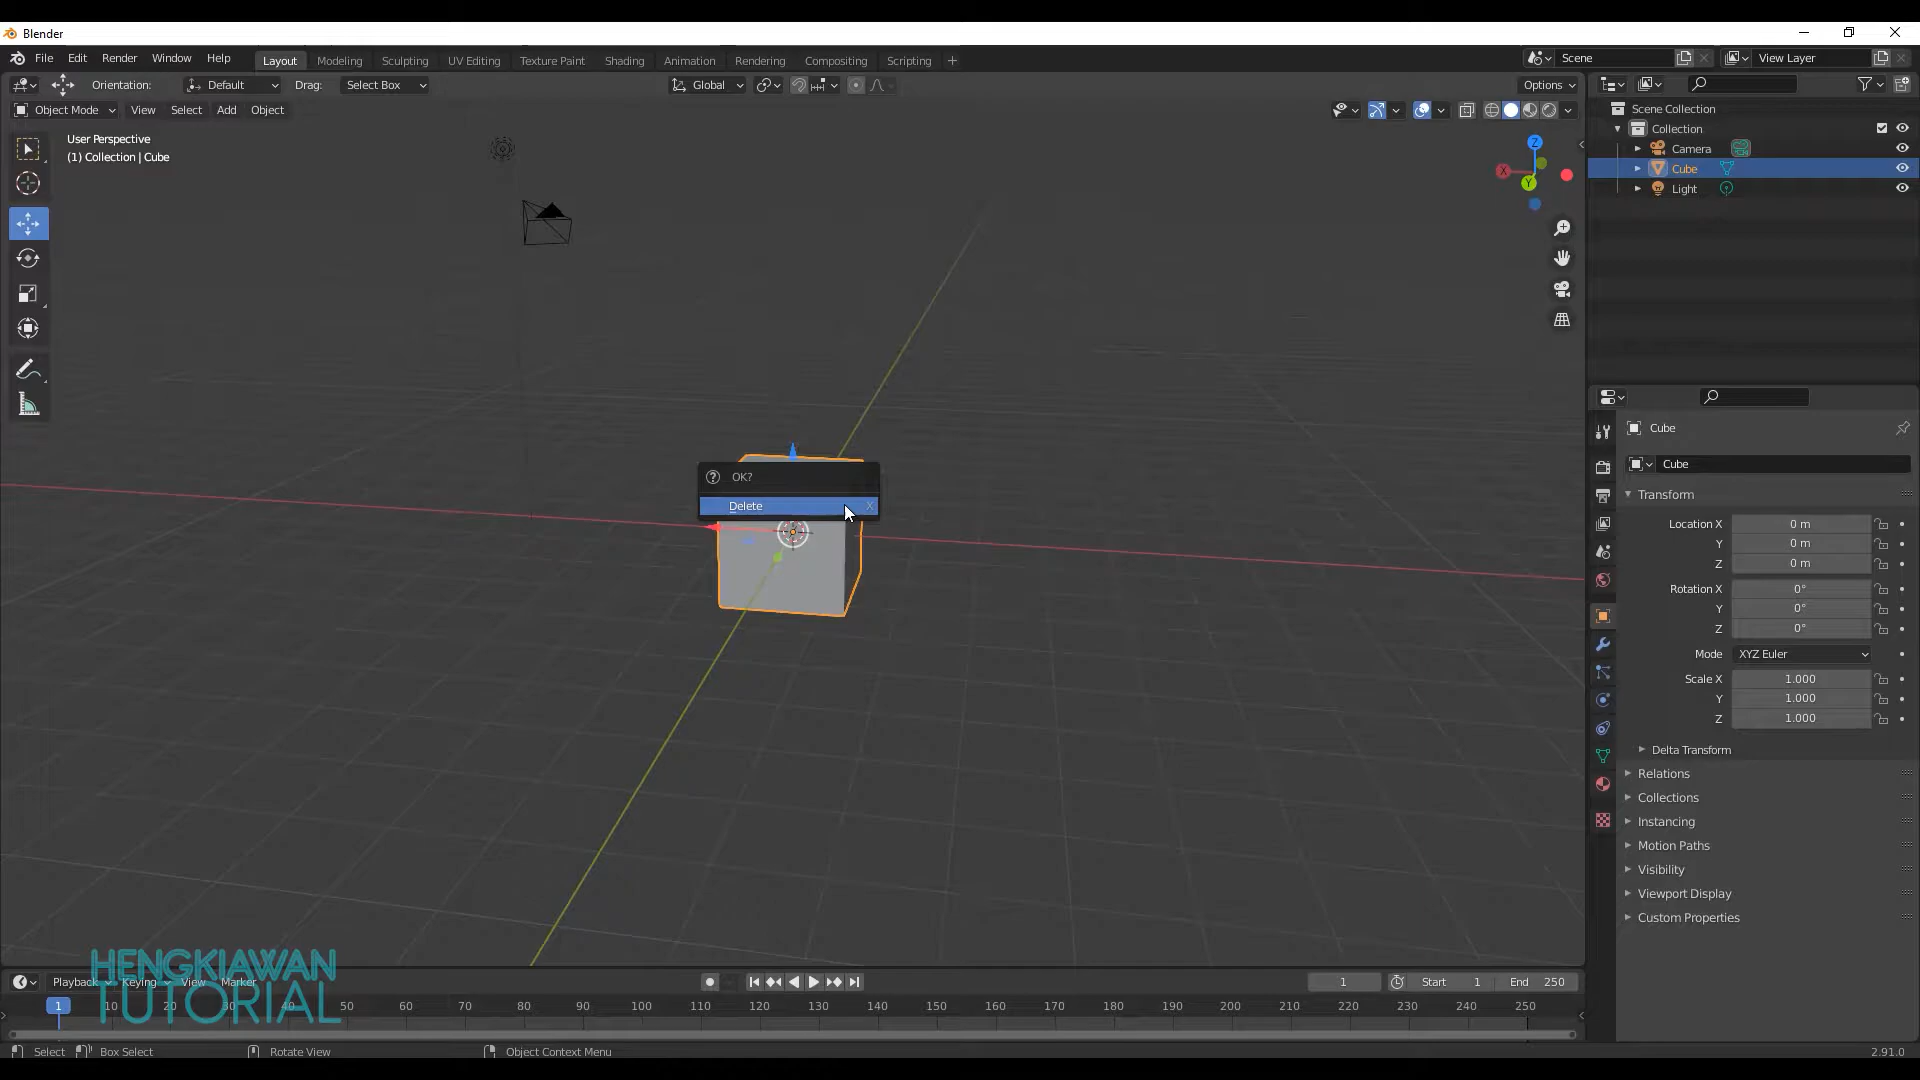 Blender
File Edit Render Window Help Layout Modeling Sculpting UV Editing Texture Paint Shading Animation Rendering Compositing Scripting + Scene View Layer
Orientation: Default Drag: Select Box Global Options
Object Mode View Select Add Object
User Perspective
(1) Collection | Cube
Z
X
Y
Scene Collection
Collection
Camera
Cube
Light
OK?
Delete X
Cube
Cube
Transform
Location X 0 m
Y 0 m
Z 0 m
Rotation X 0°
Y 0°
Z 0°
Mode XYZ Euler
Scale X 1.000
Y 1.000
Z 1.000
Delta Transform
Relations
Collections
Instancing
Motion Paths
Visibility
Viewport Display
Custom Properties
HENGKIAWAN
TUTORIAL
Playback Keying View Marker 1 Start 1 End 250
1 10 20 30 40 50 60 70 80 90 100 110 120 130 140 150 160 170 180 190 200 210 220 230 240 250
Select Box Select Rotate View Object Context Menu 2.91.0